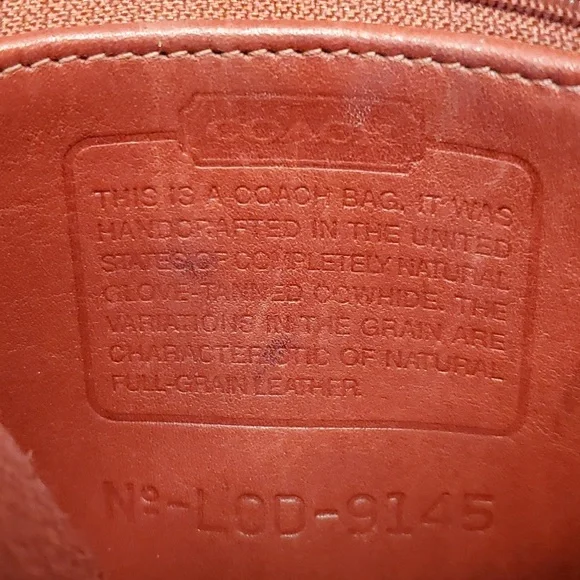 COACH
THIS IS A COACH BAG. IT WAS
HANDCRAFTED IN THE UNITED
STATES OF COMPLETELY NATURAL
GLOVE-TANNED COWHIDE. THE
VARIATIONS IN THE GRAIN ARE
CHARACTERISTIC OF NATURAL
FULL-GRAIN LEATHER.
Nº-LCD-9145